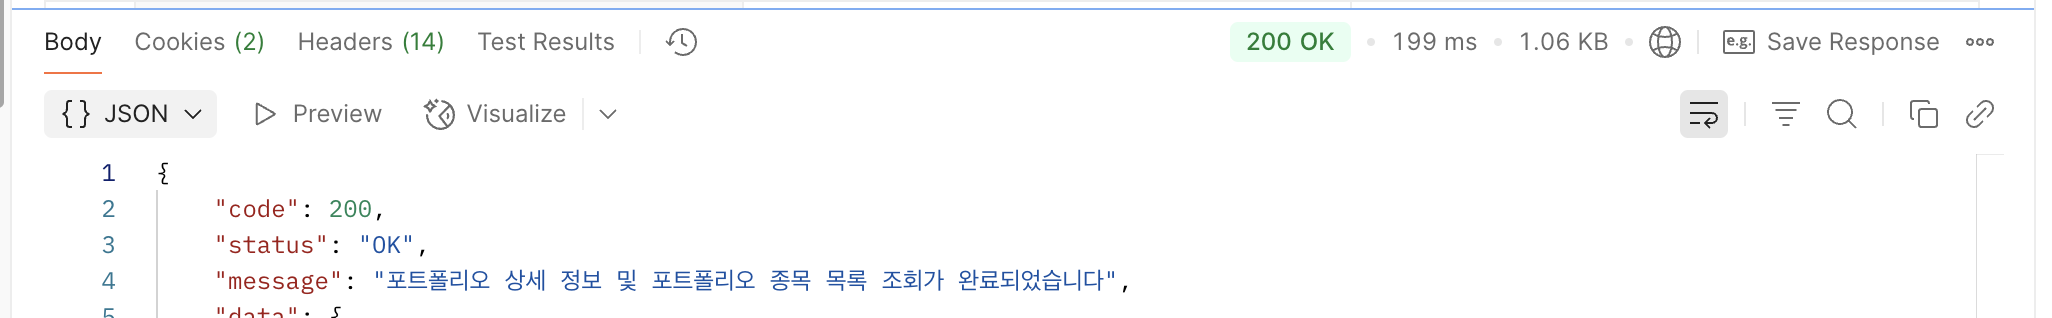 Body Cookies (2) Headers (14) Test Results 200 OK • 199 ms • 1.06 KB • e.g. Save Response
{} JSON Preview Visualize
1 {
2 "code": 200,
3 "status": "OK",
4 "message": "포트폴리오 상세 정보 및 포트폴리오 종목 목록 조회가 완료되었습니다",
5 "data": {